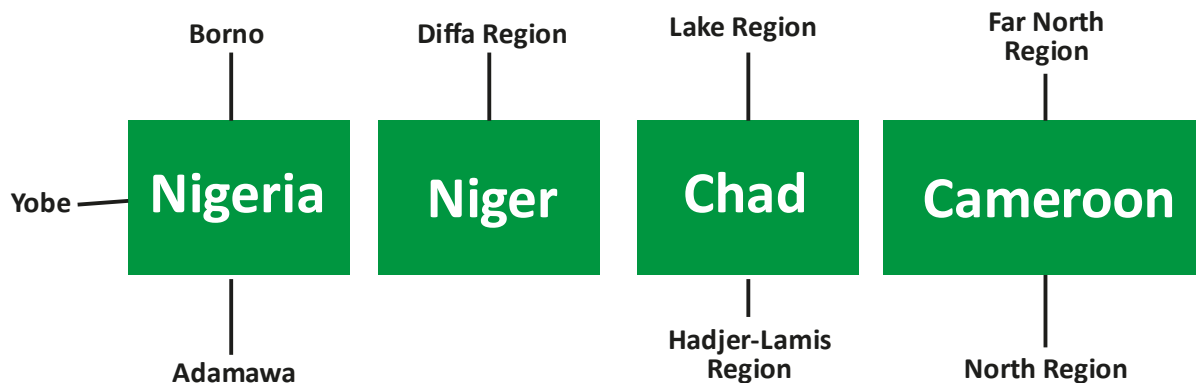 Borno
Diffa Region
Lake Region
Far North
Region
Yobe
Nigeria
Niger
Chad
Cameroon
Adamawa
Hadjer-Lamis
Region
North Region